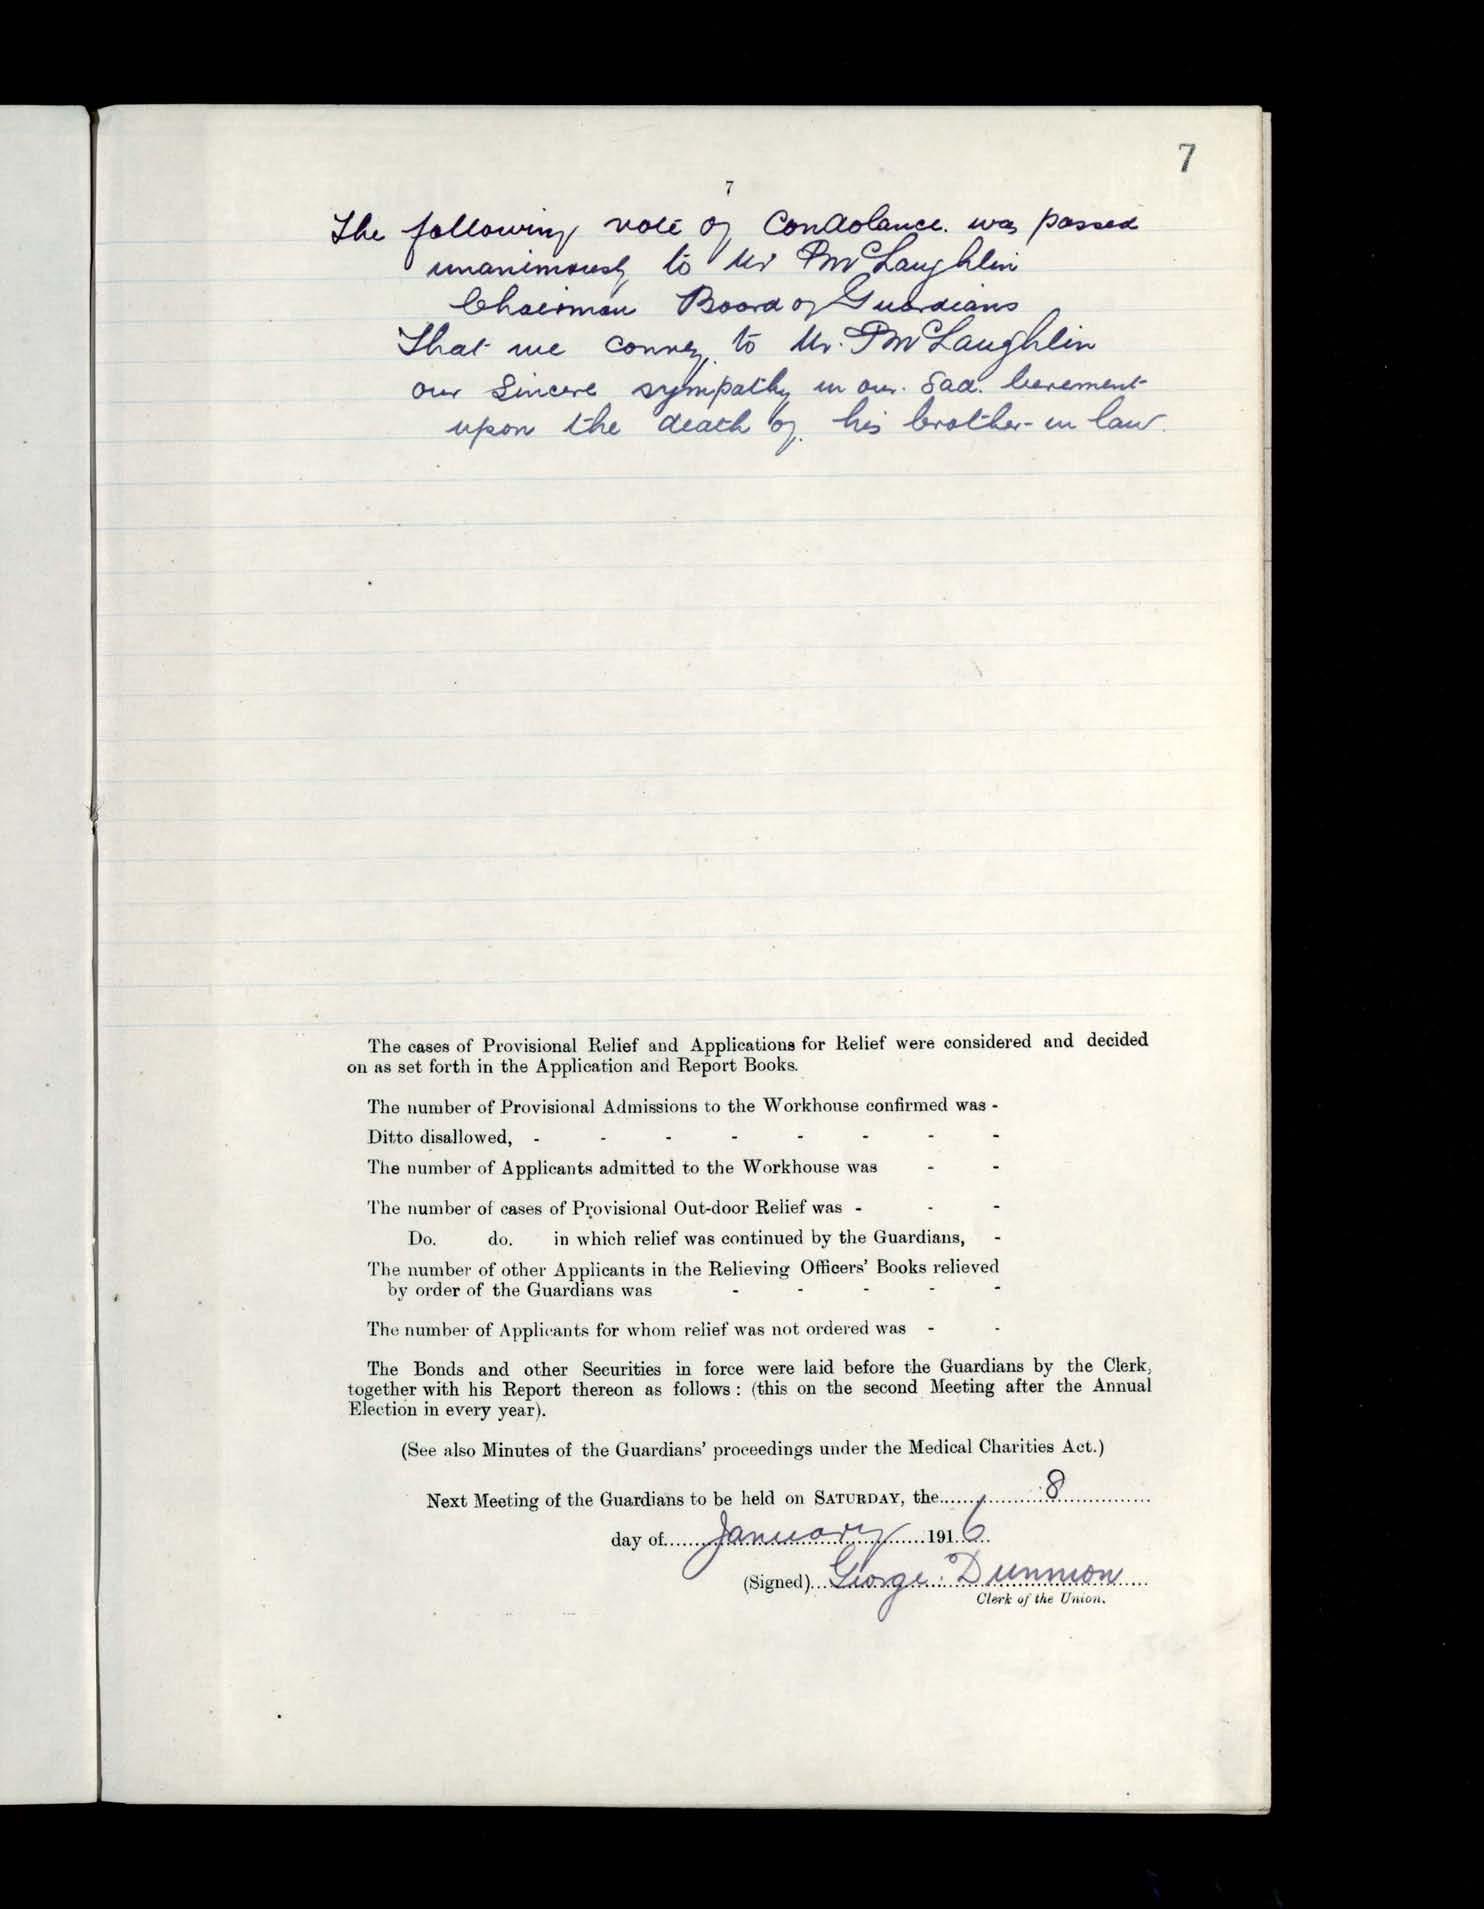 7
7
The following vote of Condolance. was passed
unanimously to Mr P McLaughlin
Chairman Board of Guardians
That we convey to Mr. P McLaughlin
our Sincere sympathy in our. Sad. berement
upon the death of his brother-in law.
The cases of Provisional Relief and Applications for Relief were considered and decided
on as set forth in the Application and Report Books.
The number of Provisional Admissions to the Workhouse confirmed was -
Ditto disallowed, - - - - - - - -
The number of Applicants admitted to the Workhouse was - -
The number of cases of Provisional Out-door Relief was - - -
Do. do. in which relief was continued by the Guardians, -
The number of other Applicants in the Relieving Officers' Books relieved
by order of the Guardians was - - - - -
The number of Applicants for whom relief was not ordered was - -
The Bonds and other Securities in force were laid before the Guardians by the Clerk,
together with his Report thereon as follows : (this on the second Meeting after the Annual
Election in every year).
(See also Minutes of the Guardians' proceedings under the Medical Charities Act.)
Next Meeting of the Guardians to be held on SATURDAY, the 8
day of January 1916
(Signed) George Dunnion
Clerk of the Union.